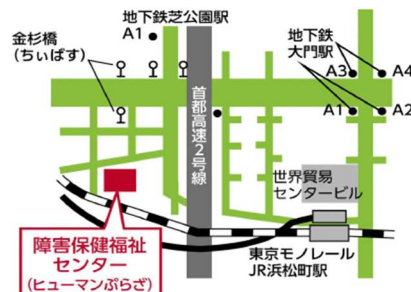 地下鉄芝公園駅
A1
金杉橋
(ちぃばす)
地下鉄
大門駅
A3
A4
A1
A2
首都高速2号線
世界貿易
センタービル
障害保健福祉
センター
(ヒューマンぷらざ)
東京モノレール
JR浜松町駅